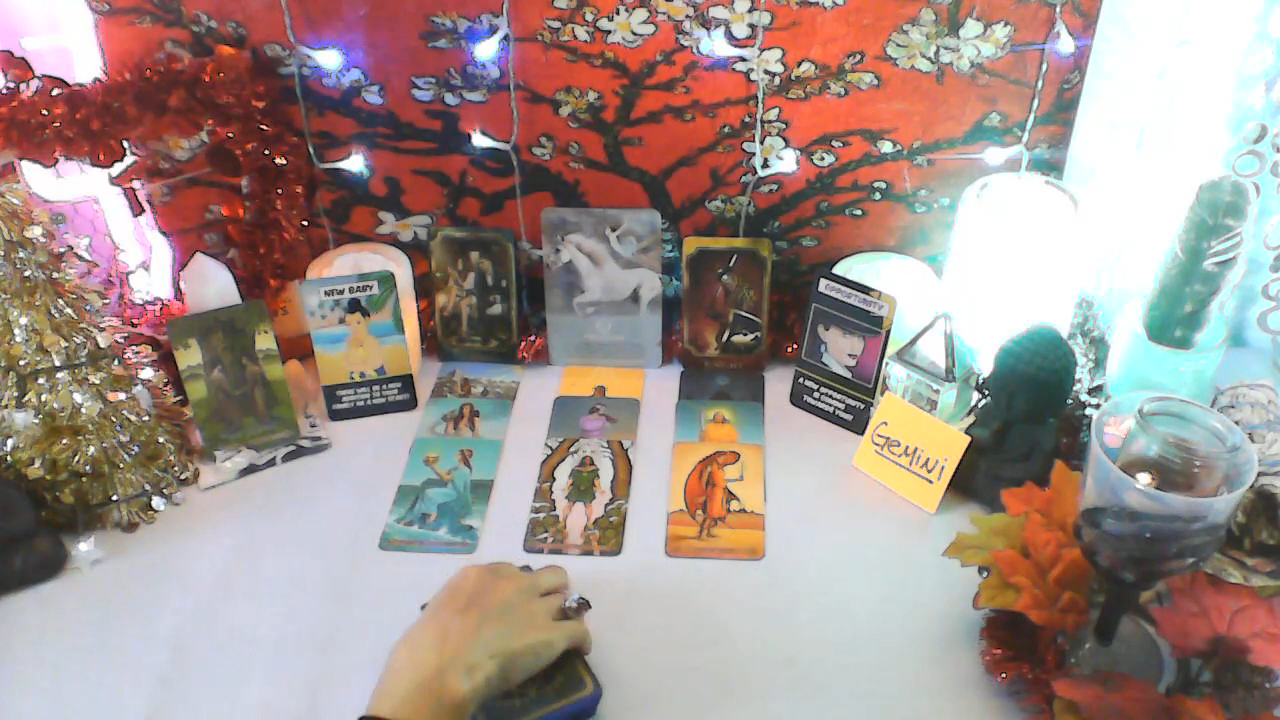 NEW BABY
THERE WILL BE A NEW
ADDITION TO YOUR
FAMILY OR A NEW START!
OPPORTUNITY
A NEW OPPORTUNITY
IS COMING
TOWARDS YOU!
GEMINI